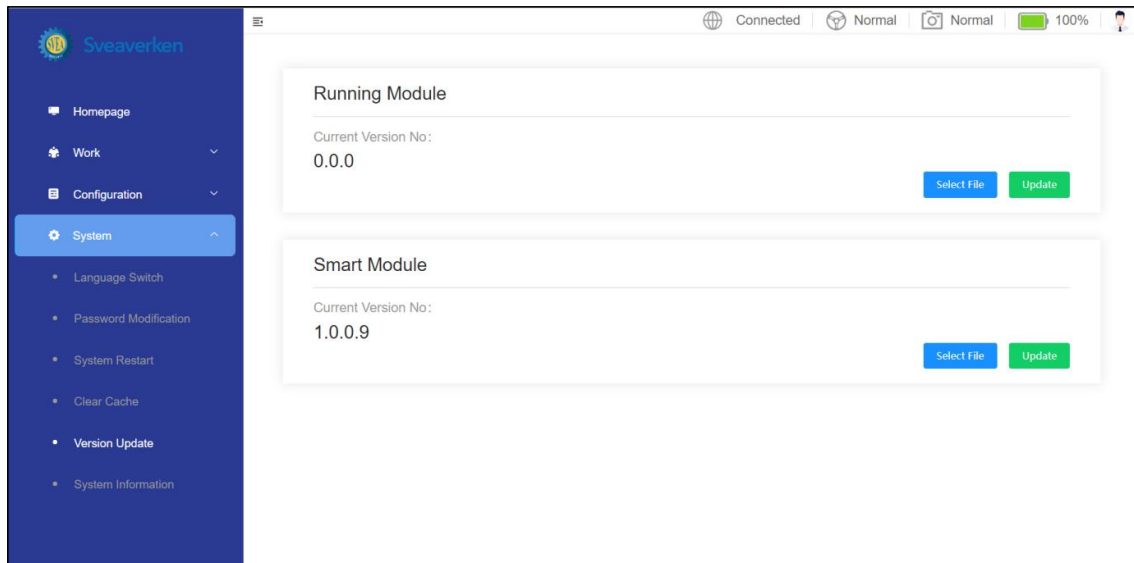 SVEA
Sveaverken
Connected
Normal
Normal
100%
Homepage
Work
Configuration
System
Language Switch
Password Modification
System Restart
Clear Cache
Version Update
System Information
Running Module
Current Version No:
0.0.0
Select File
Update
Smart Module
Current Version No:
1.0.0.9
Select File
Update